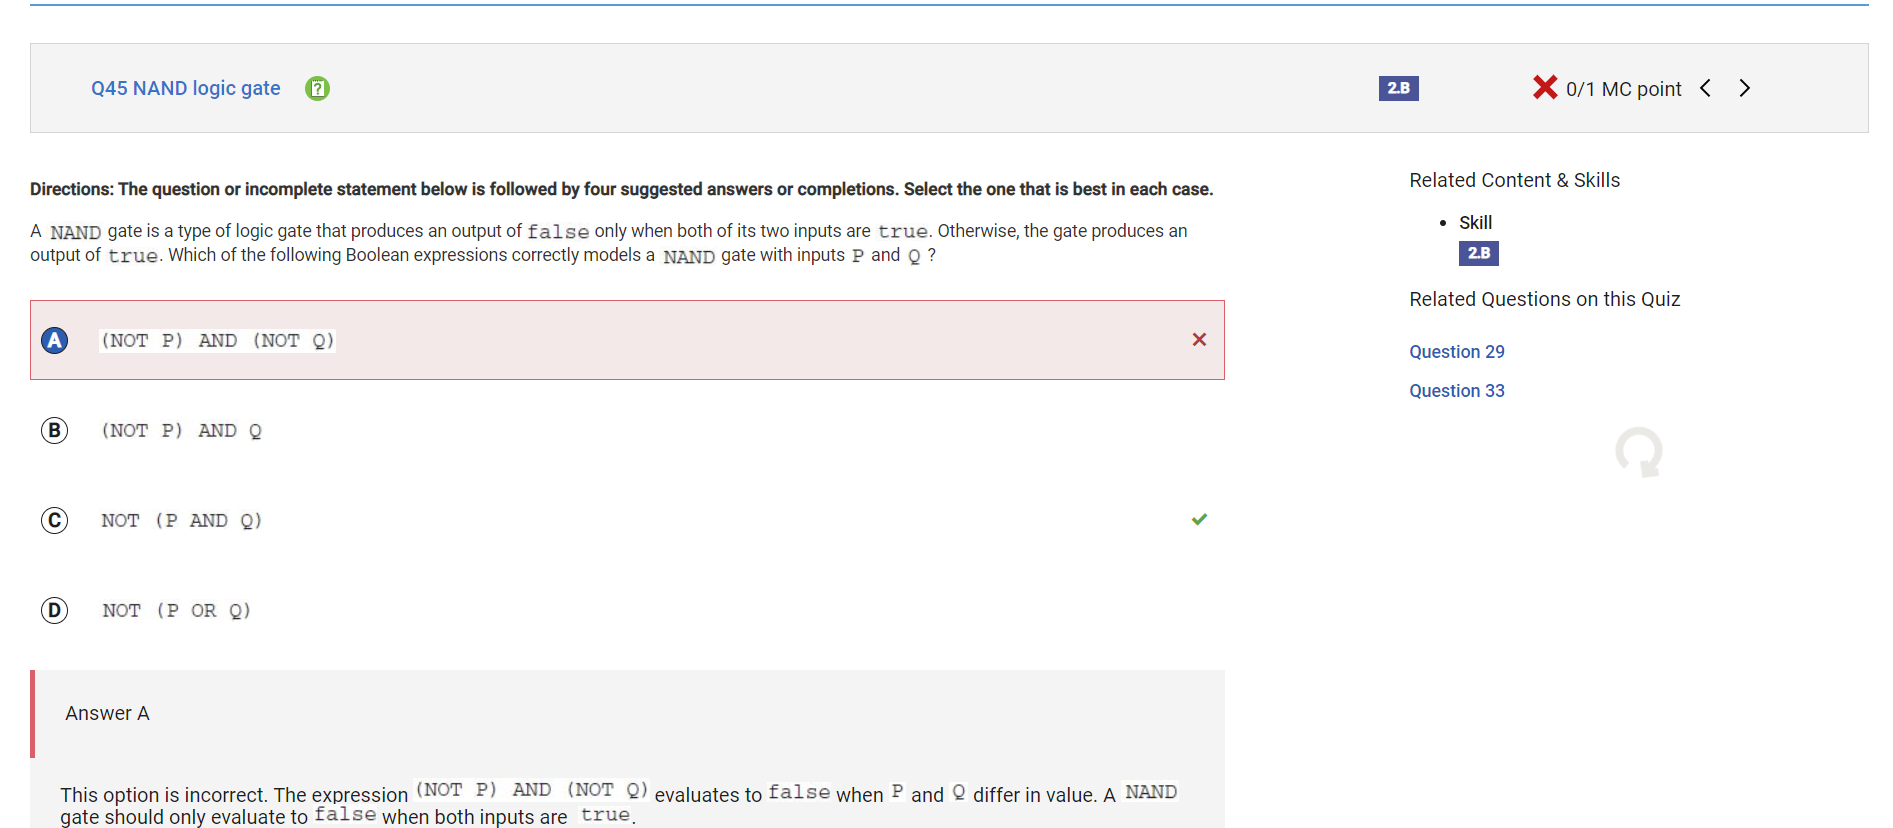 Q45 NAND logic gate
2.B
0/1 MC point
Directions: The question or incomplete statement below is followed by four suggested answers or completions. Select the one that is best in each case.
A NAND gate is a type of logic gate that produces an output of false only when both of its two inputs are true. Otherwise, the gate produces an
output of true. Which of the following Boolean expressions correctly models a NAND gate with inputs P and Q ?
A (NOT P) AND (NOT Q)
B (NOT P) AND Q
C NOT (P AND Q)
D NOT (P OR Q)
Answer A
This option is incorrect. The expression (NOT P) AND (NOT Q) evaluates to false when P and Q differ in value. A NAND
gate should only evaluate to false when both inputs are true.
Related Content & Skills
• Skill
2.B
Related Questions on this Quiz
Question 29
Question 33